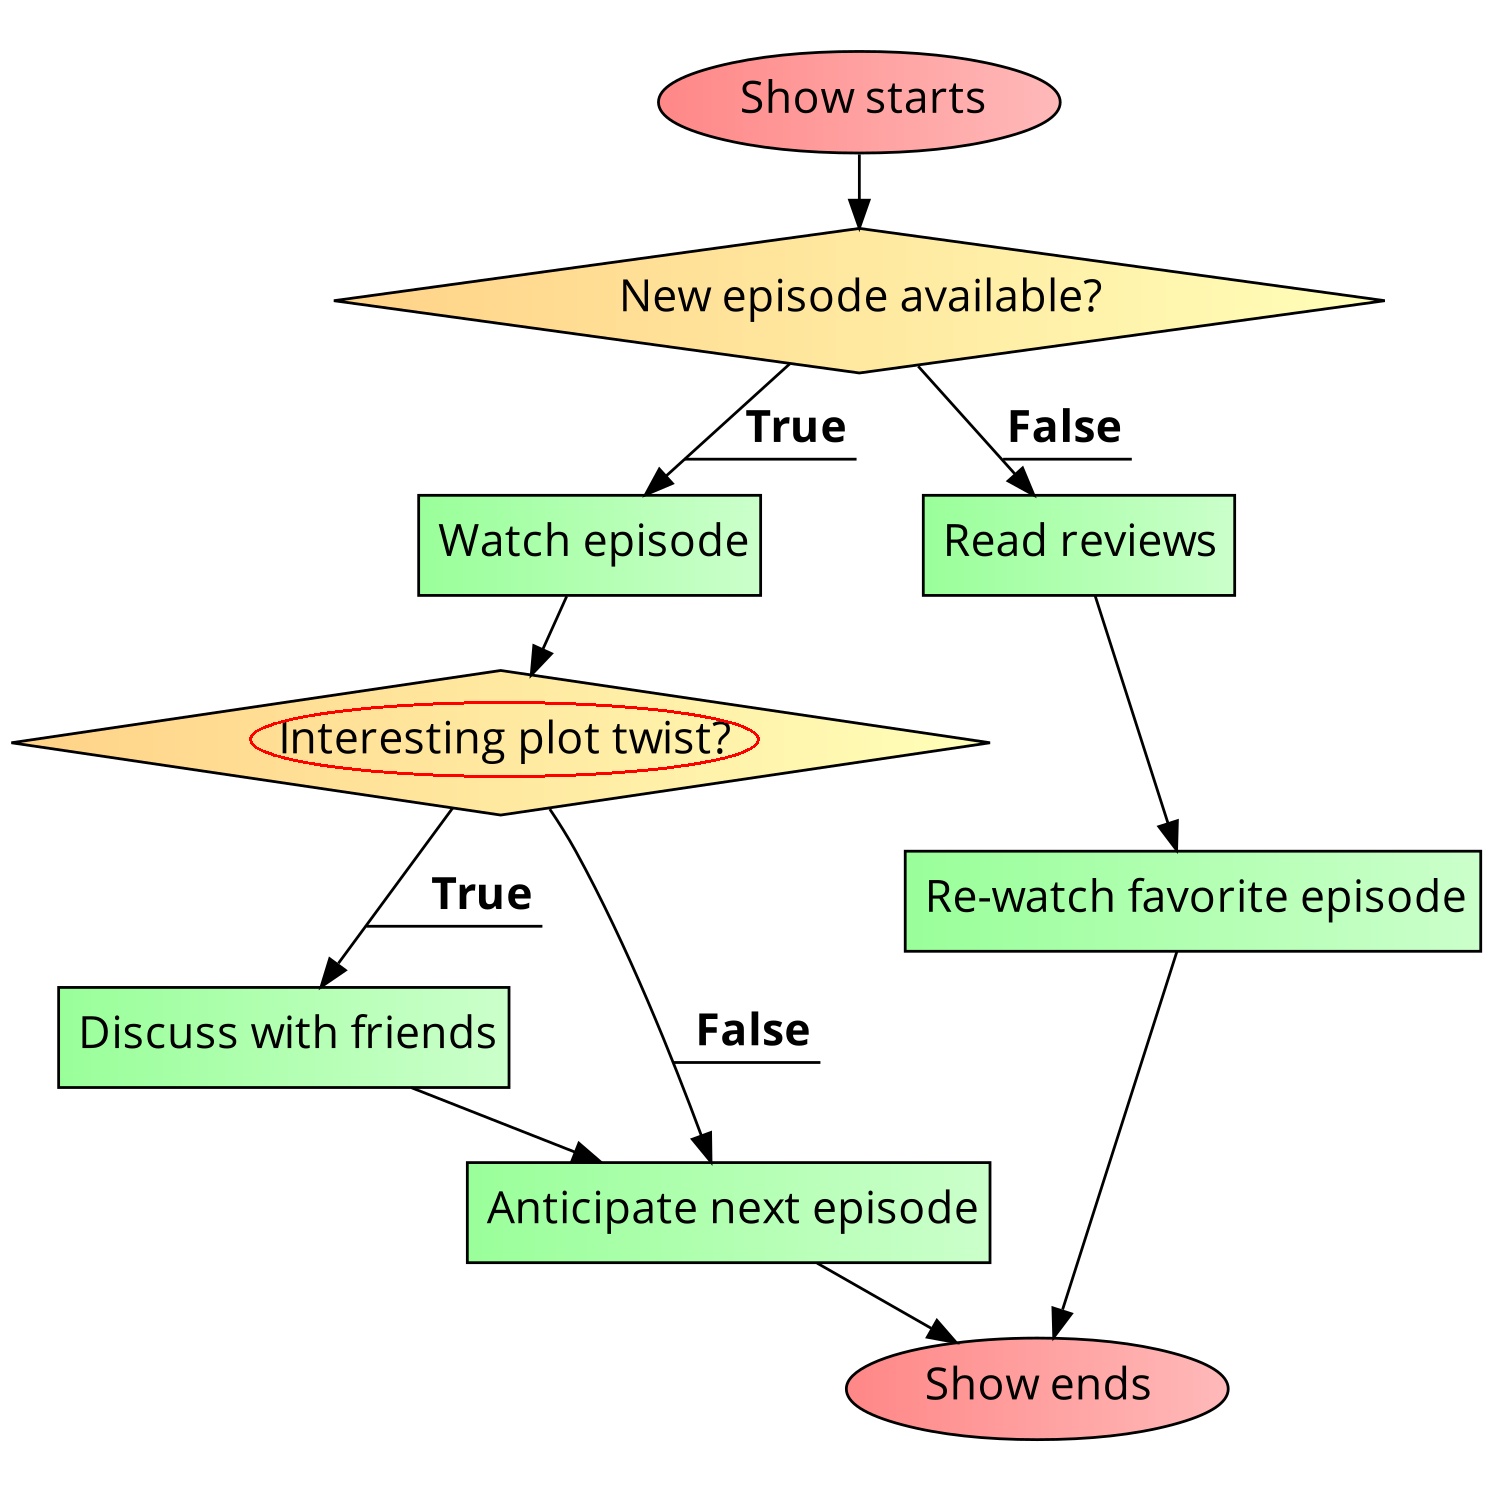 Show starts
New episode available?
True
False
Watch episode
Read reviews
Interesting plot twist?
True
Re-watch favorite episode
Discuss with friends
False
Anticipate next episode
Show ends